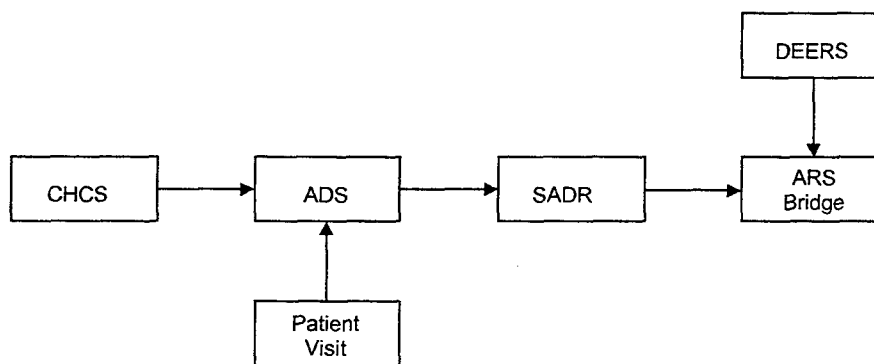 DEERS
CHCS
ADS
SADR
ARS
Bridge
Patient
Visit